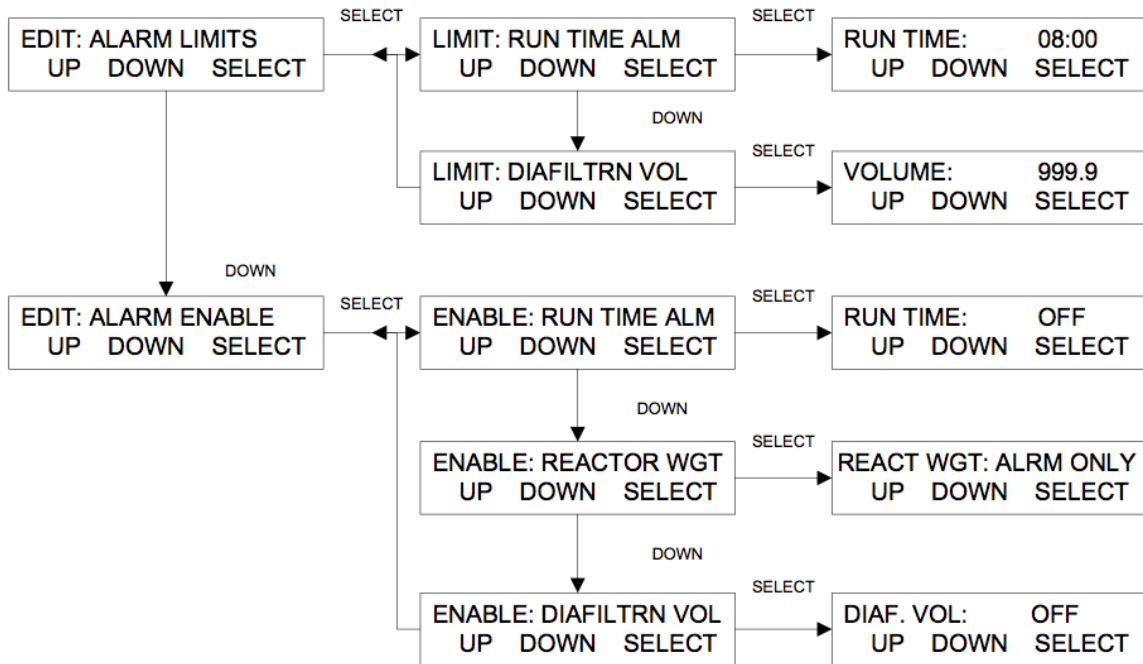 SELECT
SELECT
EDIT: ALARM LIMITS
UP DOWN SELECT
LIMIT: RUN TIME ALM
UP DOWN SELECT
RUN TIME: 08:00
UP DOWN SELECT
DOWN
SELECT
LIMIT: DIAFILTRN VOL
UP DOWN SELECT
VOLUME: 999.9
UP DOWN SELECT
DOWN
SELECT
SELECT
EDIT: ALARM ENABLE
UP DOWN SELECT
ENABLE: RUN TIME ALM
UP DOWN SELECT
RUN TIME: OFF
UP DOWN SELECT
DOWN
SELECT
ENABLE: REACTOR WGT
UP DOWN SELECT
REACT WGT: ALRM ONLY
UP DOWN SELECT
DOWN
SELECT
ENABLE: DIAFILTRN VOL
UP DOWN SELECT
DIAF. VOL: OFF
UP DOWN SELECT